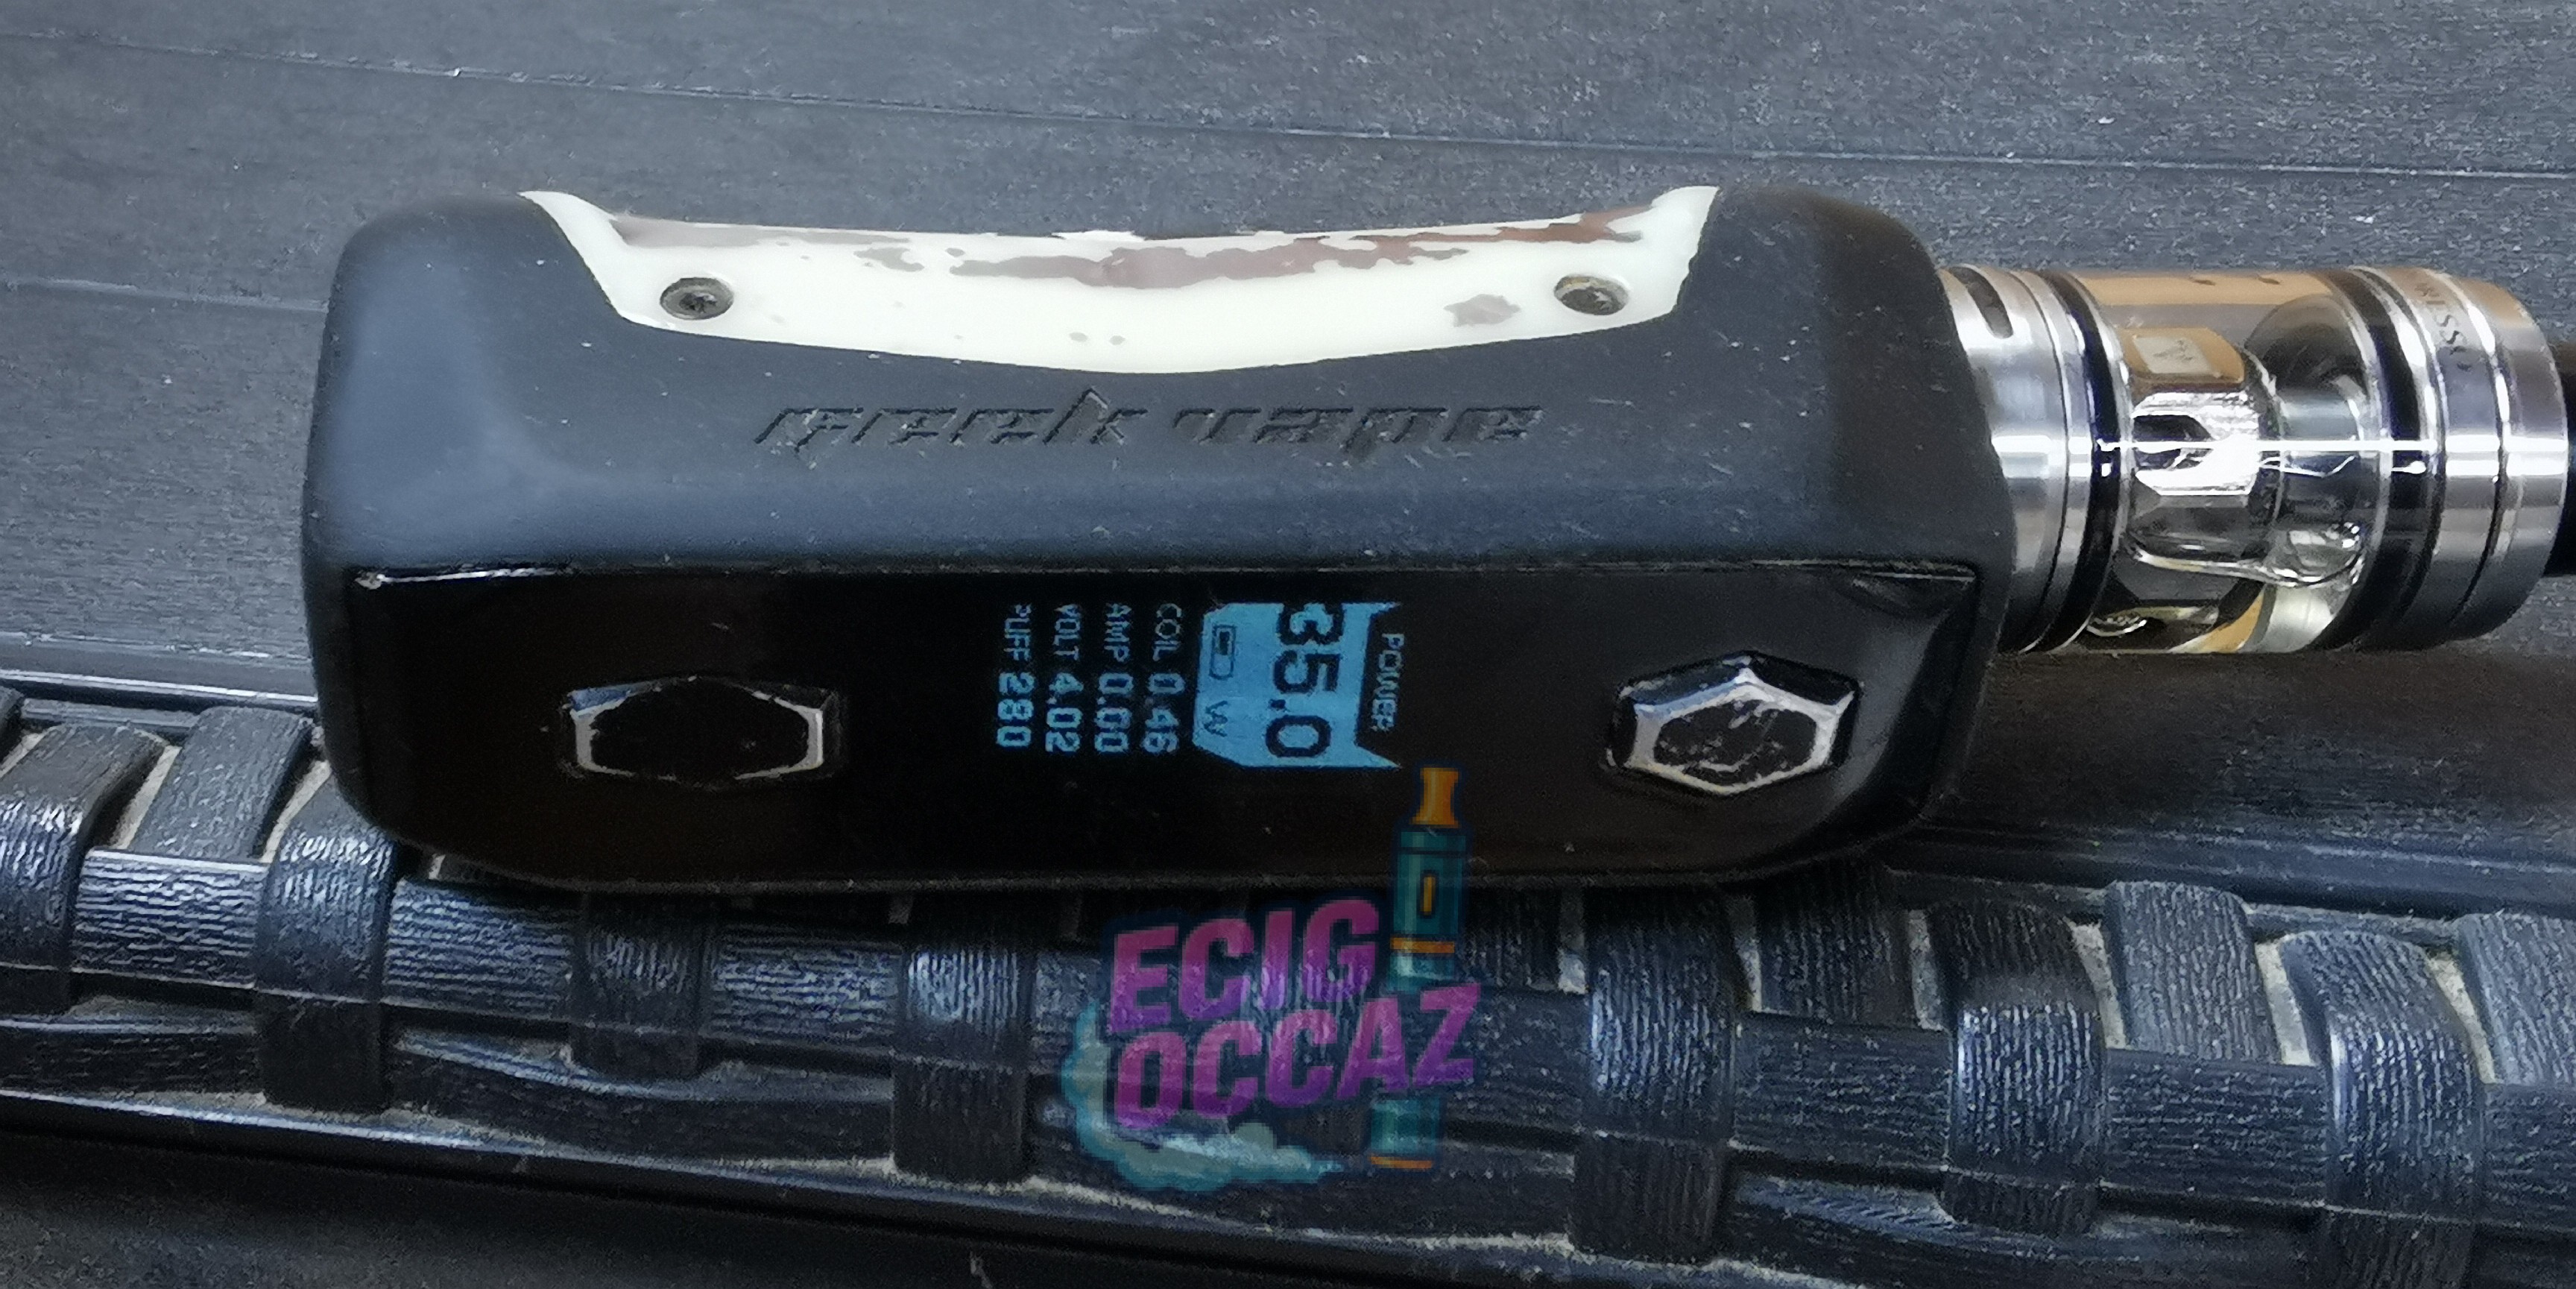 geek vape
POWER
35.0
W
COIL 0.46
AMP 0.00
VOLT 4.02
PUFF 280
ECIG
OCCAZ